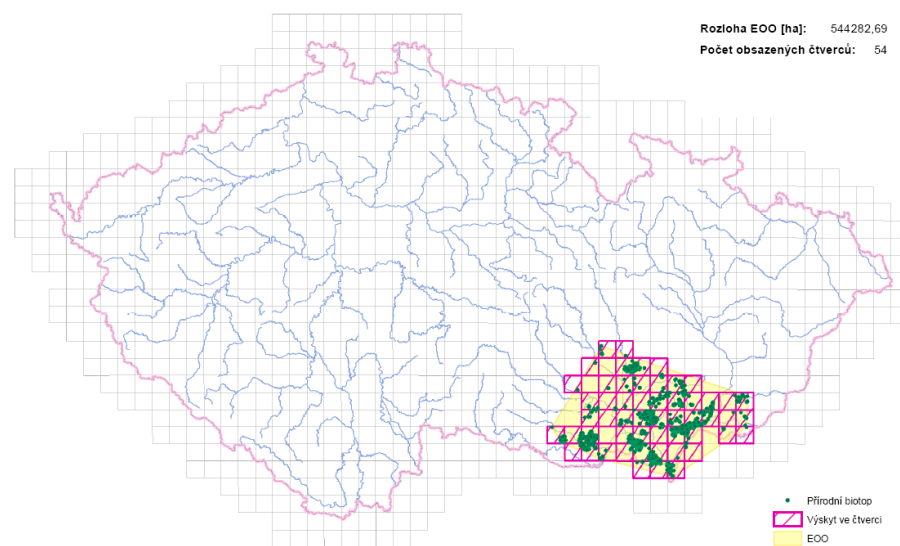 Rozloha EOO [ha]: 544282,69
Počet obsazených čtverců: 54
Přírodní biotop
Výskyt ve čtverci
EOO